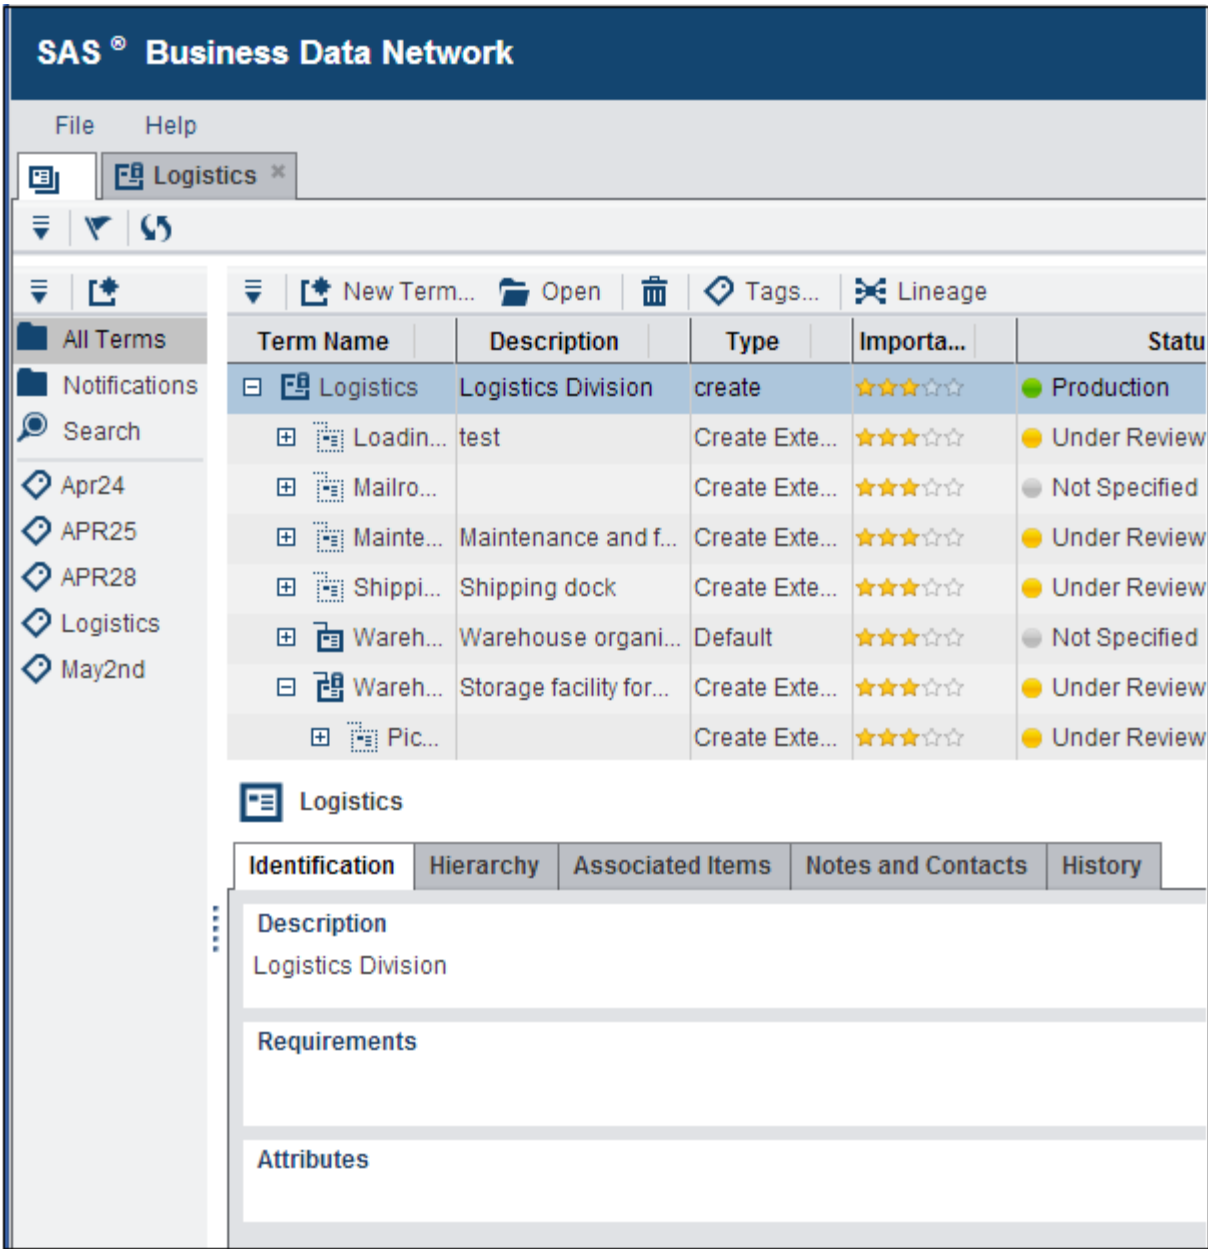 SAS ® Business Data Network
File Help
Logistics
New Term... Open Tags... Lineage
All Terms
Notifications
Search
Apr24
APR25
APR28
Logistics
May2nd
Term Name Description Type Importa... Statu
Logistics Logistics Division create Production
Loadin... test Create Exte... Under Review
Mailro... Create Exte... Not Specified
Mainte... Maintenance and f... Create Exte... Under Review
Shippi... Shipping dock Create Exte... Under Review
Wareh... Warehouse organi... Default Not Specified
Wareh... Storage facility for... Create Exte... Under Review
Pic... Create Exte... Under Review
Logistics
Identification Hierarchy Associated Items Notes and Contacts History
Description
Logistics Division
Requirements
Attributes